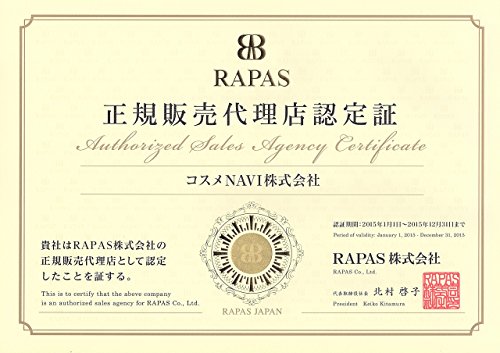 RAPAS
正規販売代理店認定証
Authorized Sales Agency Certificate
コスメNAVI株式会社
認証期間：2015年1月1日～2015年12月31日まで
Period of validity: January 1, 2015 - December 31, 2015
貴社はRAPAS株式会社の
正規販売代理店として認定
したことを証する。
This is to certify that the above company
is an authorized sales agency for RAPAS Co., Ltd.
RAPAS株式会社
RAPAS Co., Ltd.
代表取締役社長 北村 啓子
President Keiko Kitamura
RAPAS
RAPAS JAPAN